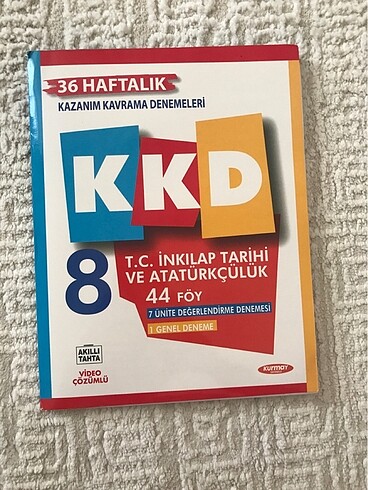 36 HAFTALIK
KAZANIM KAVRAMA DENEMELERİ
KKD
8
T.C. İNKILAP TARİHİ
VE ATATÜRKÇÜLÜK
44 FÖY
7 ÜNİTE DEĞERLENDİRME DENEMESİ
1 GENEL DENEME
AKILLI
TAHTA
VİDEO
ÇÖZÜMLÜ
kurmay